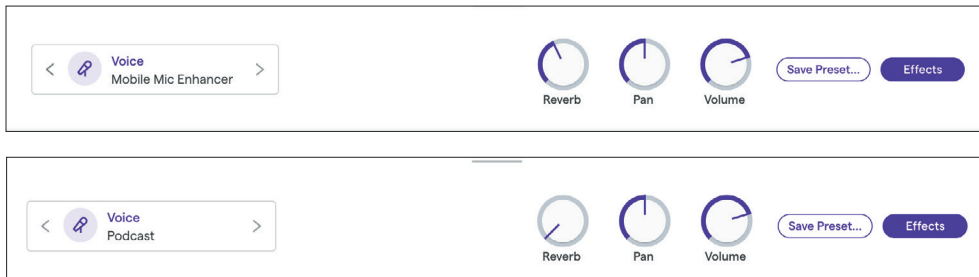 Voice
Mobile Mic Enhancer
Reverb
Pan
Volume
Save Preset...
Effects
Voice
Podcast
Reverb
Pan
Volume
Save Preset...
Effects